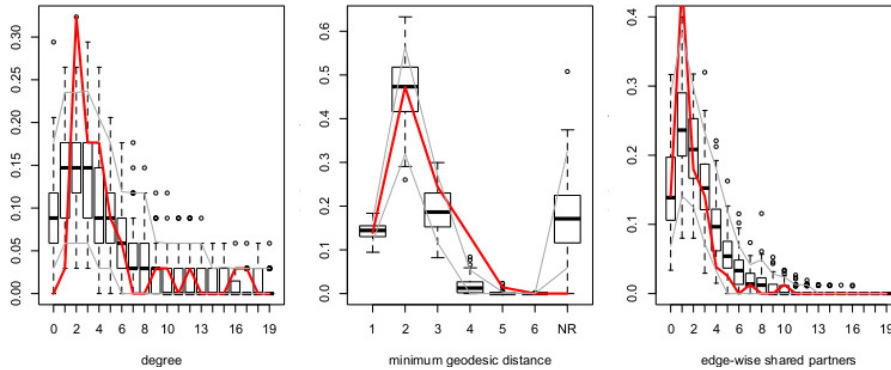 0.00 0.05 0.10 0.15 0.20 0.25 0.30
0 2 4 6 8 10 13 16 19
degree
0.0 0.1 0.2 0.3 0.4 0.5 0.6
1 2 3 4 5 6 NR
minimum geodesic distance
0.0 0.1 0.2 0.3 0.4
0 2 4 6 8 10 13 16 19
edge-wise shared partners